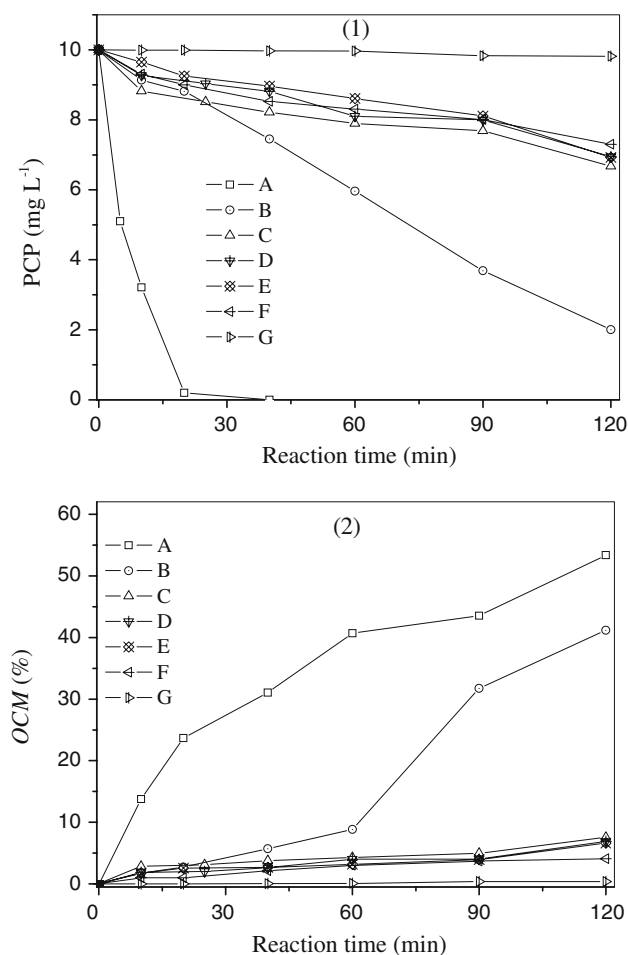 (1)
10
8
6
4
2
0
PCP (mg L⁻¹)
A
B
C
D
E
F
G
0 30 60 90 120
Reaction time (min)
(2)
60
50
40
30
20
10
0
OCM (%)
A
B
C
D
E
F
G
0 30 60 90 120
Reaction time (min)